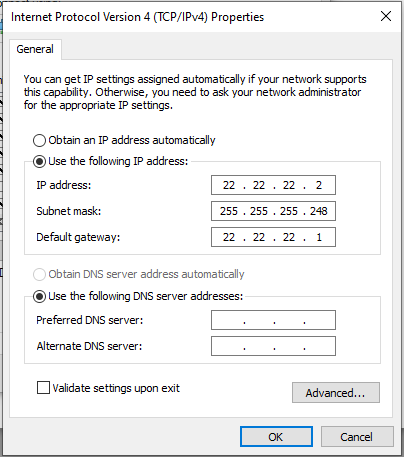 Internet Protocol Version 4 (TCP/IPv4) Properties
General
You can get IP settings assigned automatically if your network supports
this capability. Otherwise, you need to ask your network administrator
for the appropriate IP settings.
Obtain an IP address automatically
Use the following IP address:
IP address: 22 . 22 . 22 . 2
Subnet mask: 255 . 255 . 255 . 248
Default gateway: 22 . 22 . 22 . 1
Obtain DNS server address automatically
Use the following DNS server addresses:
Preferred DNS server: . . .
Alternate DNS server: . . .
Validate settings upon exit
Advanced...
OK Cancel